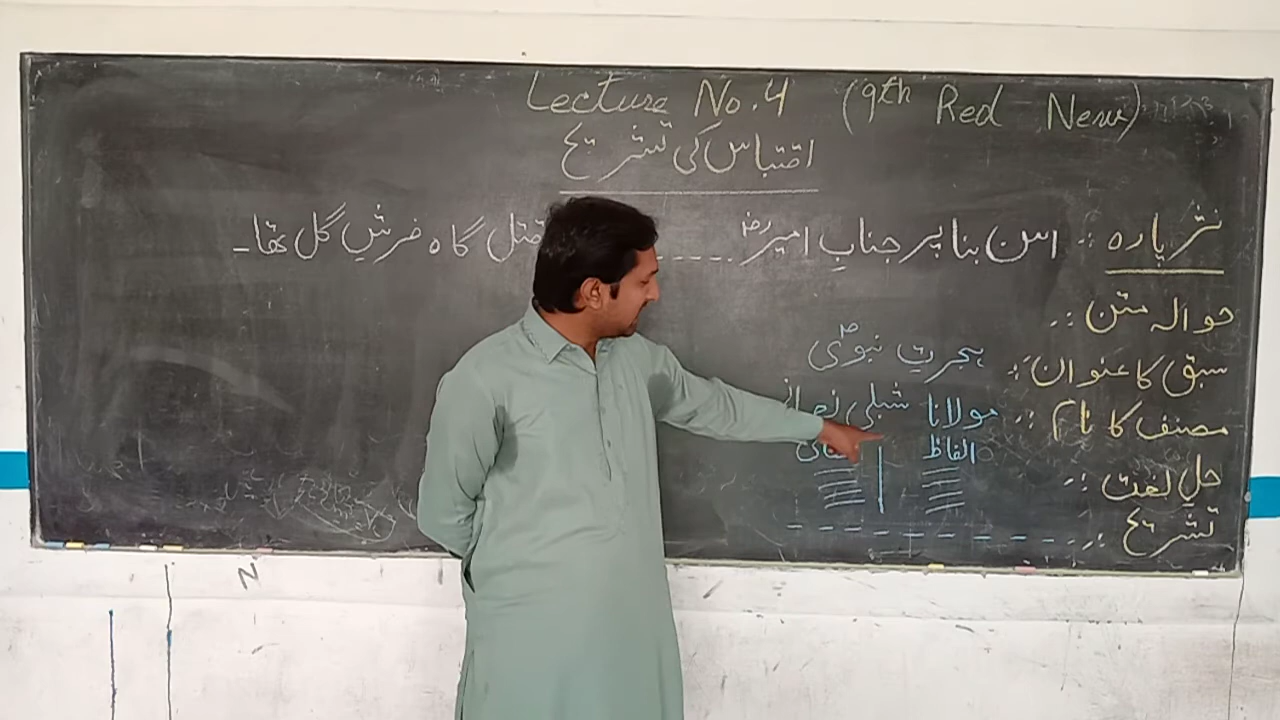 Lecture No.4 (9th Red New)
اقتباس کی تشریح
نثر پارہ :۔ اس بنا پر جنابِ امیرؓ ------ قتل گاہ فرشِ گل تھا۔
حوالہ متن :۔
سبق کا عنوان :۔ ہجرتِ نبویؐ
مصنف کا نام :۔ مولانا شبلی نعمانی
حلِ لغت :۔ الفاظ
تشریح :۔ ------
N